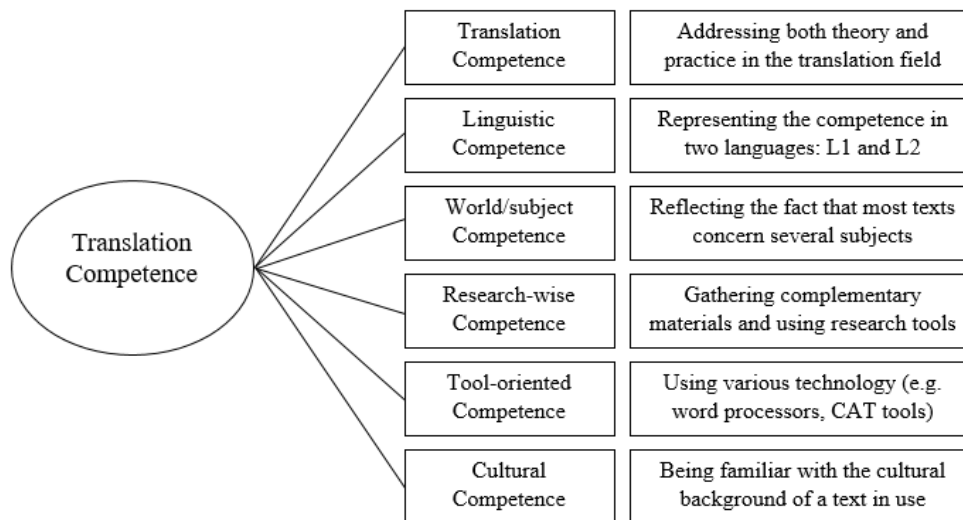 Translation
Competence
Addressing both theory and
practice in the translation field
Linguistic
Competence
Representing the competence in
two languages: L1 and L2
Translation
Competence
World/subject
Competence
Reflecting the fact that most texts
concern several subjects
Research-wise
Competence
Gathering complementary
materials and using research tools
Tool-oriented
Competence
Using various technology (e.g.
word processors, CAT tools)
Cultural
Competence
Being familiar with the cultural
background of a text in use